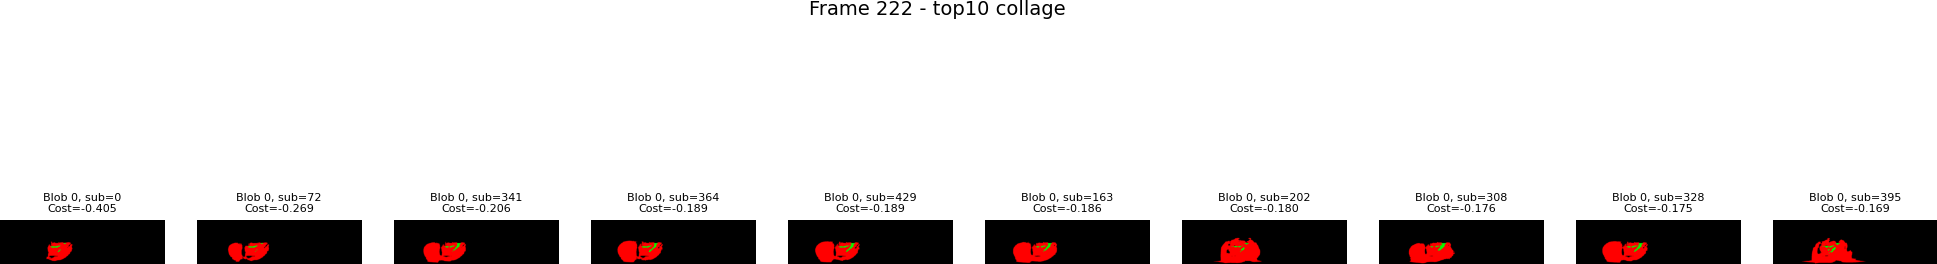 Frame 222 - top10 collage
Blob 0, sub=0
Cost=-0.405
Blob 0, sub=72
Cost=-0.269
Blob 0, sub=341
Cost=-0.206
Blob 0, sub=364
Cost=-0.189
Blob 0, sub=429
Cost=-0.189
Blob 0, sub=163
Cost=-0.186
Blob 0, sub=202
Cost=-0.180
Blob 0, sub=308
Cost=-0.176
Blob 0, sub=328
Cost=-0.175
Blob 0, sub=395
Cost=-0.169